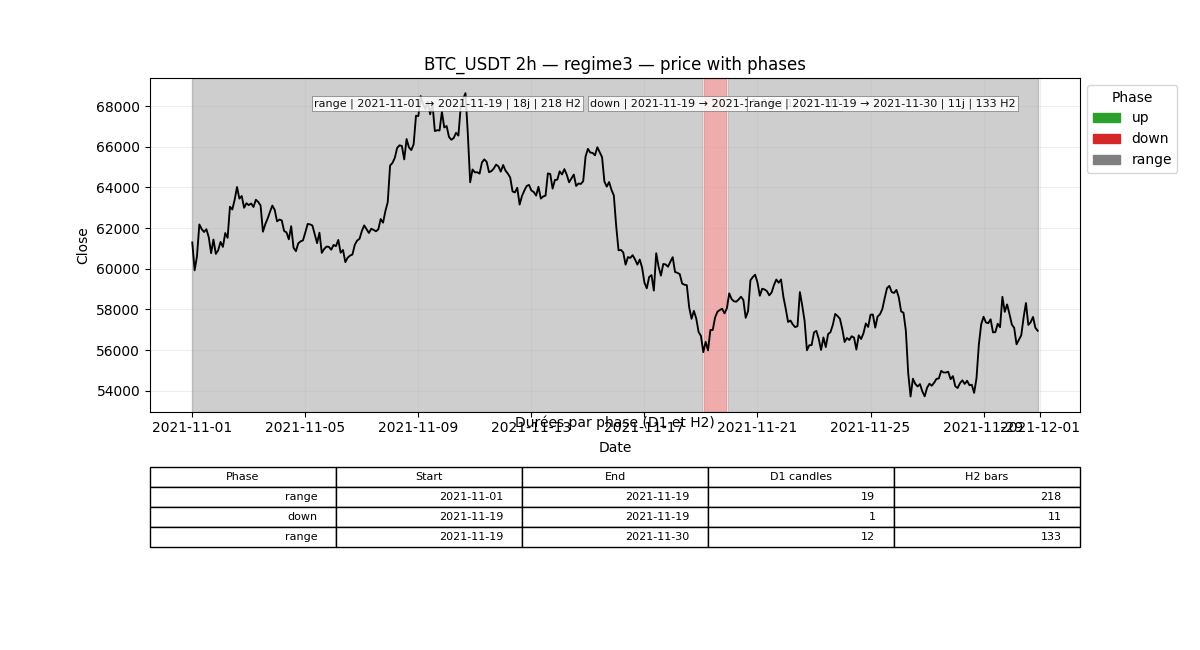 BTC_USDT 2h — regime3 — price with phases
range | 2021-11-01 → 2021-11-19 | 18j | 218 H2
down | 2021-11-19 → 2021-1
range | 2021-11-19 → 2021-11-30 | 11j | 133 H2
Phase
up
down
range
Close
68000
66000
64000
62000
60000
58000
56000
54000
2021-11-01 2021-11-05 2021-11-09 2021-11-13 2021-11-17 2021-11-21 2021-11-25 2021-11-29 2021-12-01
Durées par phase (D1 et H2)
Date
Phase Start End D1 candles H2 bars
range 2021-11-01 2021-11-19 19 218
down 2021-11-19 2021-11-19 1 11
range 2021-11-19 2021-11-30 12 133